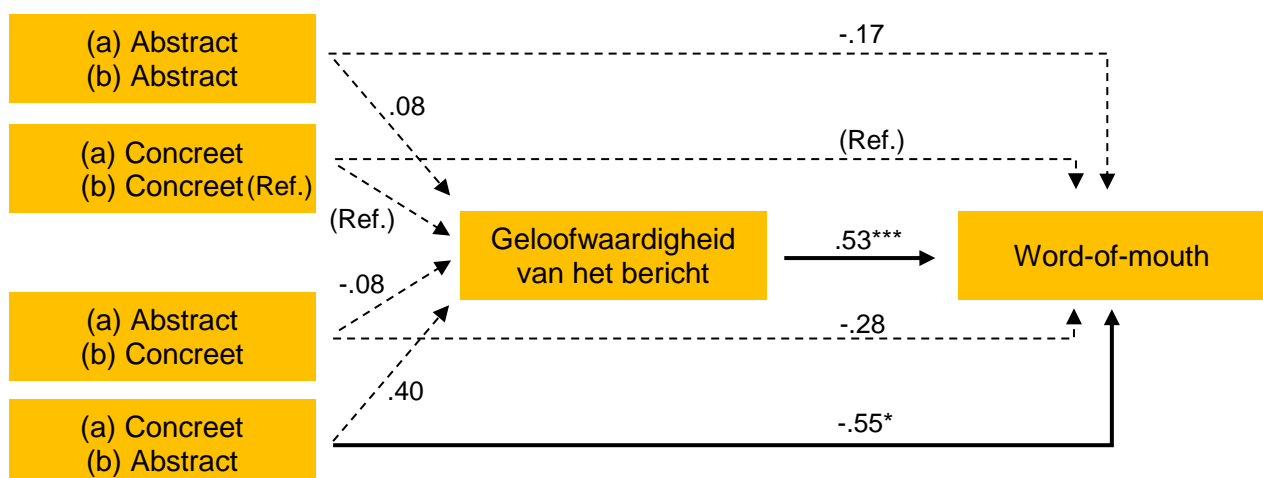 (a) Abstract
(b) Abstract
-.17
.08
(a) Concreet
(b) Concreet (Ref.)
(Ref.)
(Ref.)
Geloofwaardigheid
van het bericht
.53***
Word-of-mouth
-.08
(a) Abstract
(b) Concreet
-.28
.40
(a) Concreet
(b) Abstract
-.55*